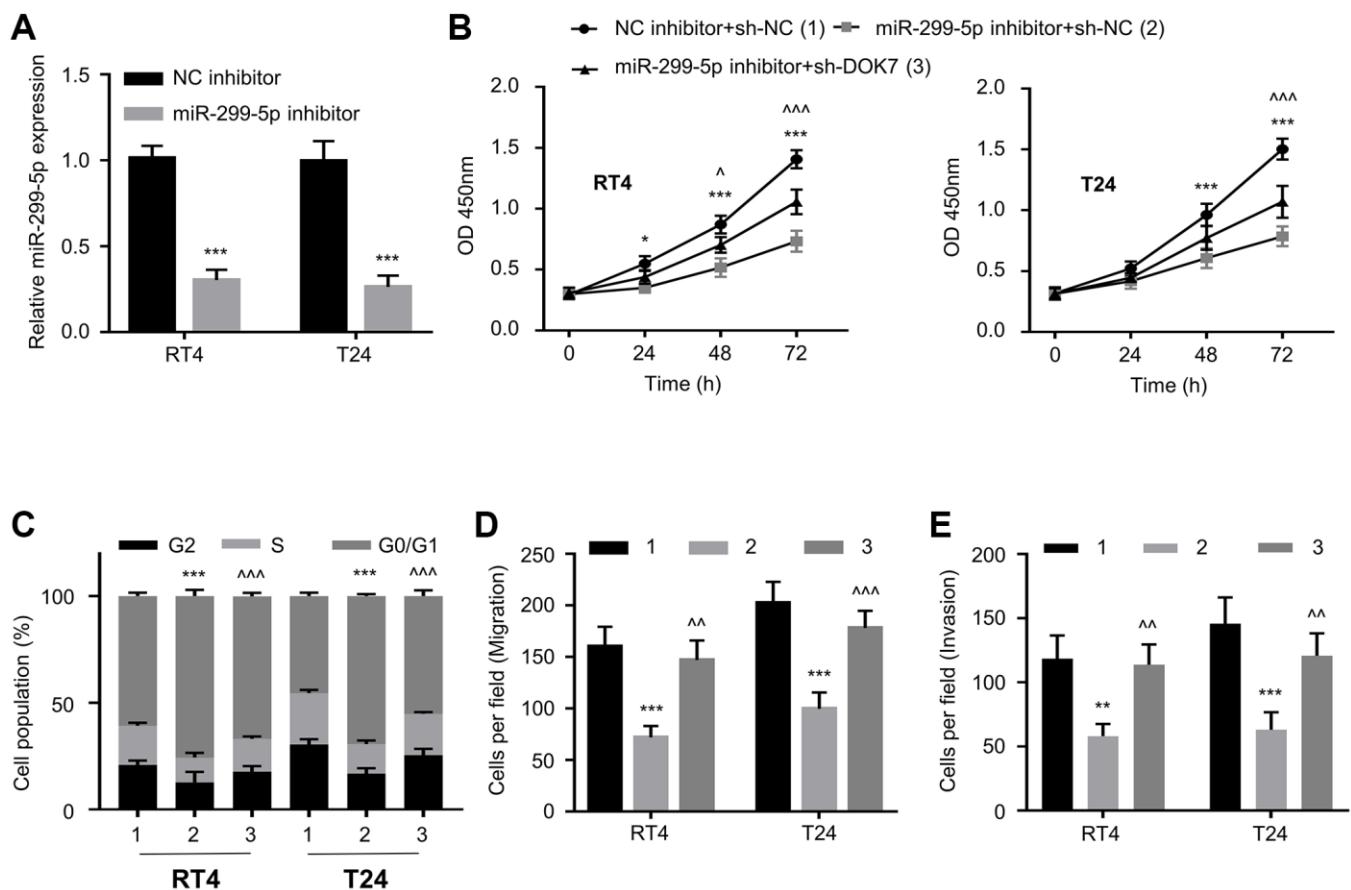 A
Relative miR-299-5p expression
NC inhibitor
miR-299-5p inhibitor
1.5
1.0
0.5
0.0
***
***
RT4
T24
B
NC inhibitor+sh-NC (1)
miR-299-5p inhibitor+sh-NC (2)
miR-299-5p inhibitor+sh-DOK7 (3)
OD 450nm
2.0
1.5
1.0
0.5
0.0
RT4
*
^
***
^^^
***
0
24
48
72
Time (h)
OD 450nm
2.0
1.5
1.0
0.5
0.0
T24
***
^^^
***
0
24
48
72
Time (h)
C
G2
S
G0/G1
Cell population (%)
100
50
0
***
^^^
***
^^^
1
2
3
1
2
3
RT4
T24
D
1
2
3
Cells per field (Migration)
250
200
150
100
50
0
***
^^
***
^^^
RT4
T24
E
1
2
3
Cells per field (Invasion)
200
150
100
50
0
**
^^
***
^^
RT4
T24